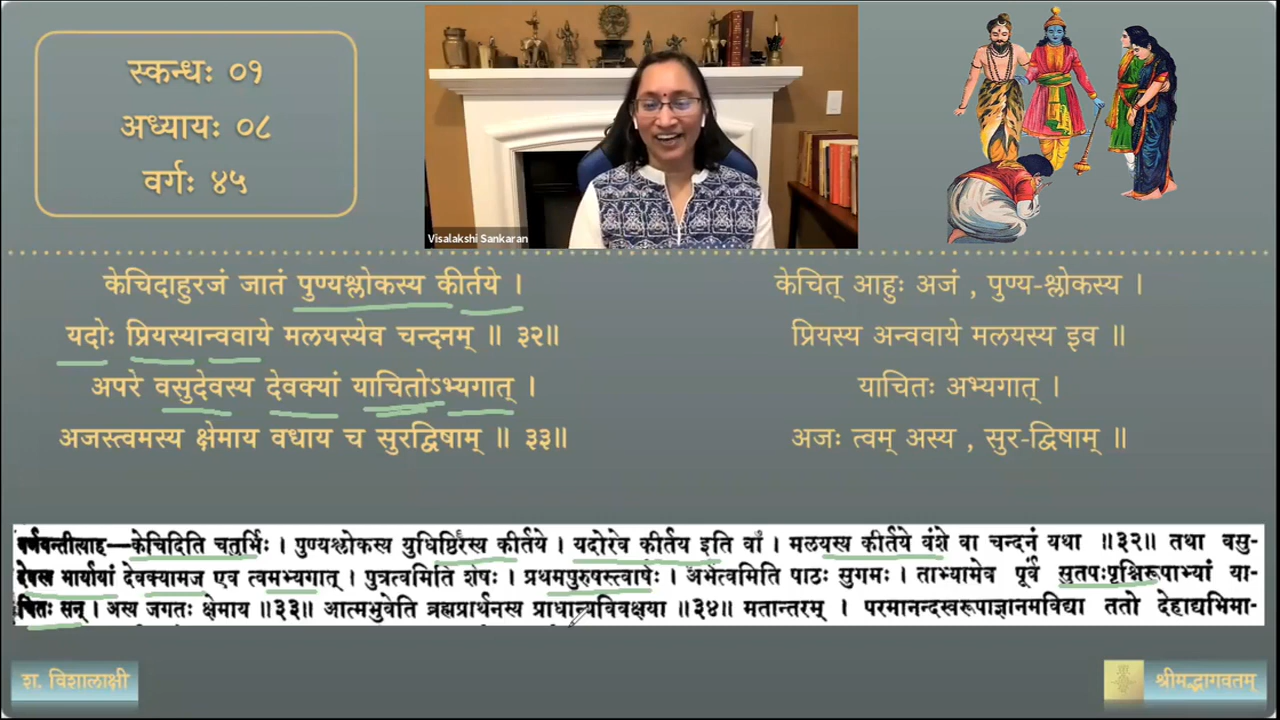 स्कन्धः ०१
अध्यायः ०८
वर्गः ४५
Visalakshi Sankaran
केचिदाहुरजं जातं पुण्यश्लोकस्य कीर्तये ।
यदोः प्रियस्यान्ववाये मलयस्येव चन्दनम् ॥ ३२॥
अपरे वसुदेवस्य देवक्यां याचितोऽभ्यगात् ।
अजस्त्वमस्य क्षेमाय वधाय च सुरद्विषाम् ॥ ३३॥
केचित् आहुः अजं , पुण्य-श्लोकस्य ।
प्रियस्य अन्ववाये मलयस्य इव ॥
याचितः अभ्यगात् ।
अजः त्वम् अस्य , सुर-द्विषाम् ॥
केचिदिति चतुर्भिः । पुण्यश्लोकस्य युधिष्ठिरस्य कीर्तये । यदोरेव कीर्तय इति वा । मलयस्य कीर्तये वंशे वा चन्दनं यथा ॥३२॥ तथा वसु-
देवस्य भार्यायां देवक्यामज एव त्वमभ्यगात् । पुत्रत्वमिति शेषः । प्रथमपुरुषस्त्वार्षः । अर्भत्वमिति पाठः सुगमः । ताभ्यामेव पूर्वं सुतपःपृश्निरूपाभ्यां या-
चितः सन् । अस्य जगतः क्षेमाय ॥३३॥ आत्मभुवेति ब्रह्मप्रार्थनस्य प्राधान्यविवक्षया ॥३४॥ मतान्तरम् । परमानन्दस्वरूपाज्ञानमविद्या ततो देहाद्यभिमा-
श. विशालाक्षी
श्रीमद्भागवतम्